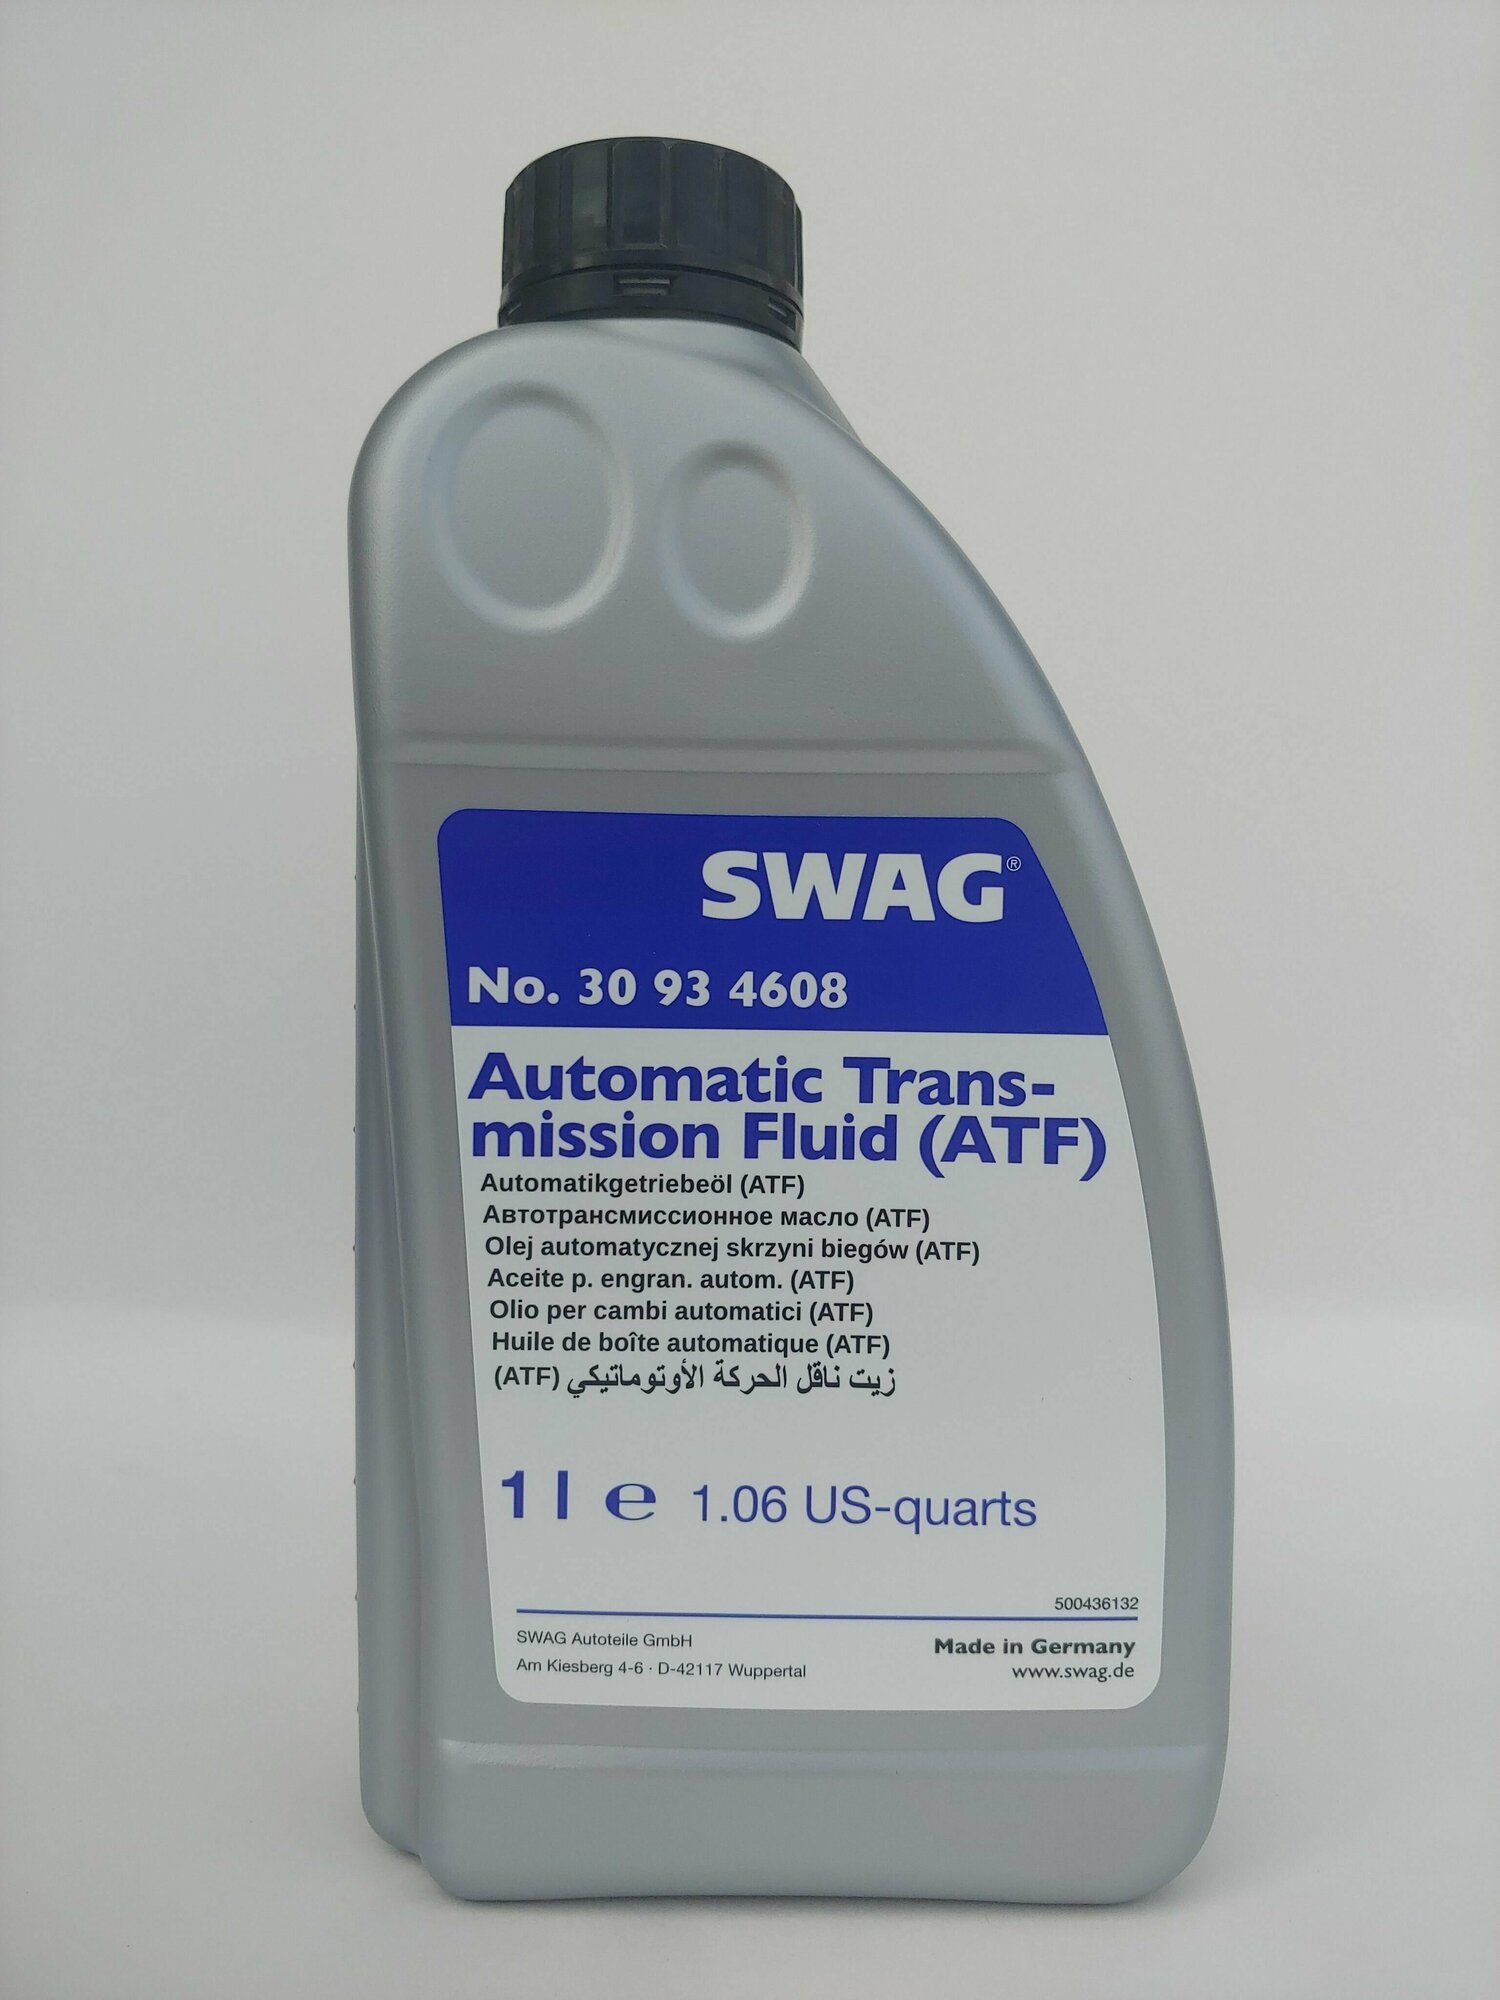 SWAG®
No. 30 93 4608
Automatic Trans-
mission Fluid (ATF)
Automatikgetriebeöl (ATF)
Автотрансмиссионное масло (ATF)
Olej automatycznej skrzyni biegów (ATF)
Aceite p. engran. autom. (ATF)
Olio per cambi automatici (ATF)
Huile de boîte automatique (ATF)
زيت ناقل الحركة الأوتوماتيكي (ATF)
1 l ℮ 1.06 US-quarts
500436132
SWAG Autoteile GmbH
Am Kiesberg 4-6 · D-42117 Wuppertal
Made in Germany
www.swag.de